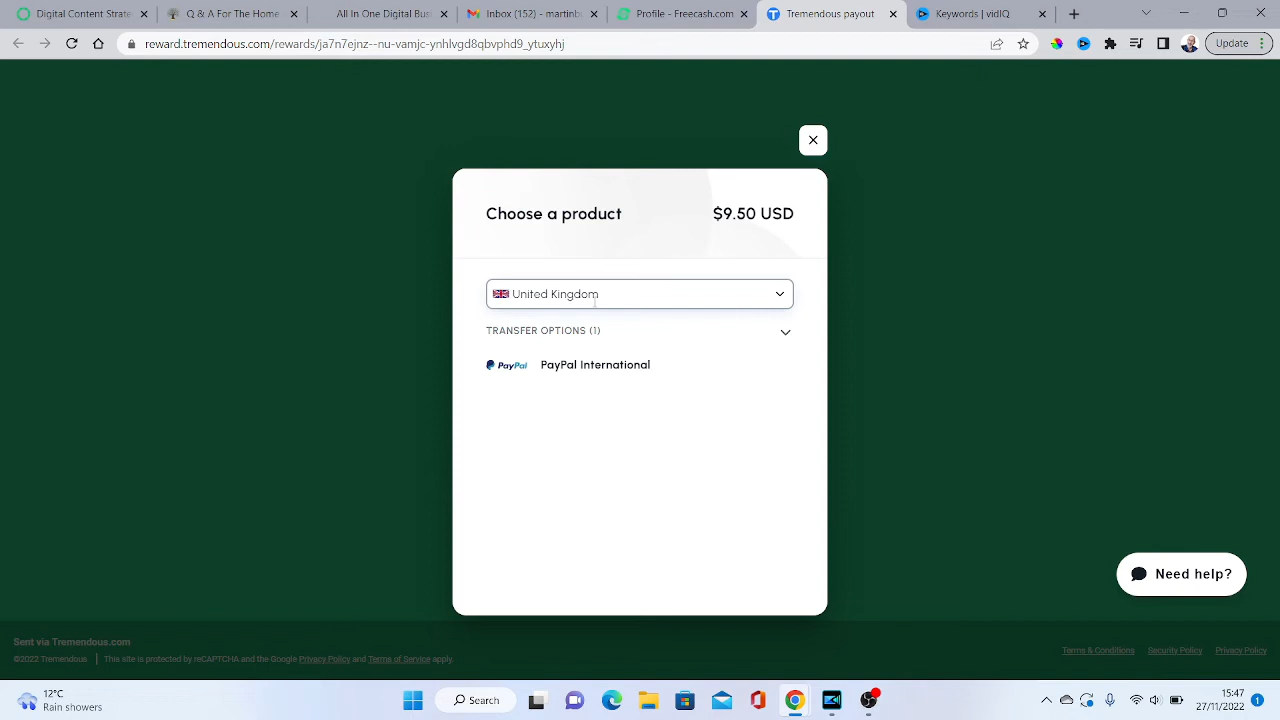 Content Strate
Q & A - For The Home
All in One Digital Bus
Inbox (157) - martinb
Profile - Freecash
Tremendous payout
Keywords | vidIQ
reward.tremendous.com/rewards/ja7n7ejnz--nu-vamjc-ynhlvgd8qbvphd9_ytuxyhj
Update
Choose a product
$9.50 USD
United Kingdom
TRANSFER OPTIONS (1)
PayPal
PayPal International
Need help?
Sent via Tremendous.com
©2022 Tremendous | This site is protected by reCAPTCHA and the Google Privacy Policy and Terms of Service apply.
Terms & Conditions
Security Policy
Privacy Policy
12°C
Rain showers
Search
15:47
27/11/2022
1